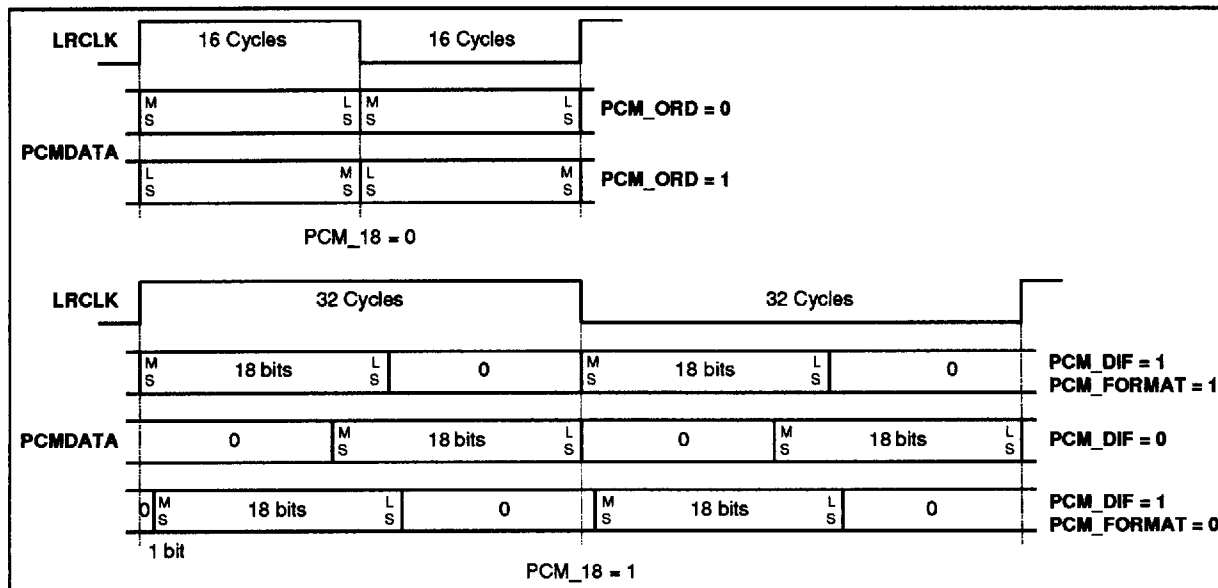 LRCLK 16 Cycles 16 Cycles
M S L S M S L S PCM_ORD = 0
PCMDATA
L S M S L S M S PCM_ORD = 1
PCM_18 = 0
LRCLK 32 Cycles 32 Cycles
M S 18 bits L S 0 M S 18 bits L S 0 PCM_DIF = 1
PCM_FORMAT = 1
PCMDATA 0 M S 18 bits L S 0 M S 18 bits L S PCM_DIF = 0
0 M S 18 bits L S 0 M S 18 bits L S 0 PCM_DIF = 1
PCM_FORMAT = 0
1 bit
PCM_18 = 1